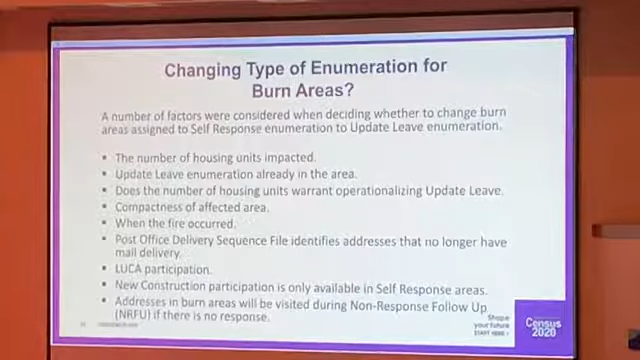 Changing Type of Enumeration for
Burn Areas?
A number of factors were considered when deciding whether to change burn
areas assigned to Self Response enumeration to Update Leave enumeration.
• The number of housing units impacted.
• Update Leave enumeration already in the area.
• Does the number of housing units warrant operationalizing Update Leave.
• Compactness of affected area.
• When the fire occurred.
• Post Office Delivery Sequence File identifies addresses that no longer have
mail delivery.
• LUCA participation.
• New Construction participation is only available in Self Response areas.
• Addresses in burn areas will be visited during Non-Response Follow Up
(NRFU) if there is no response.
Shape
your future
START HERE >
Census
2020